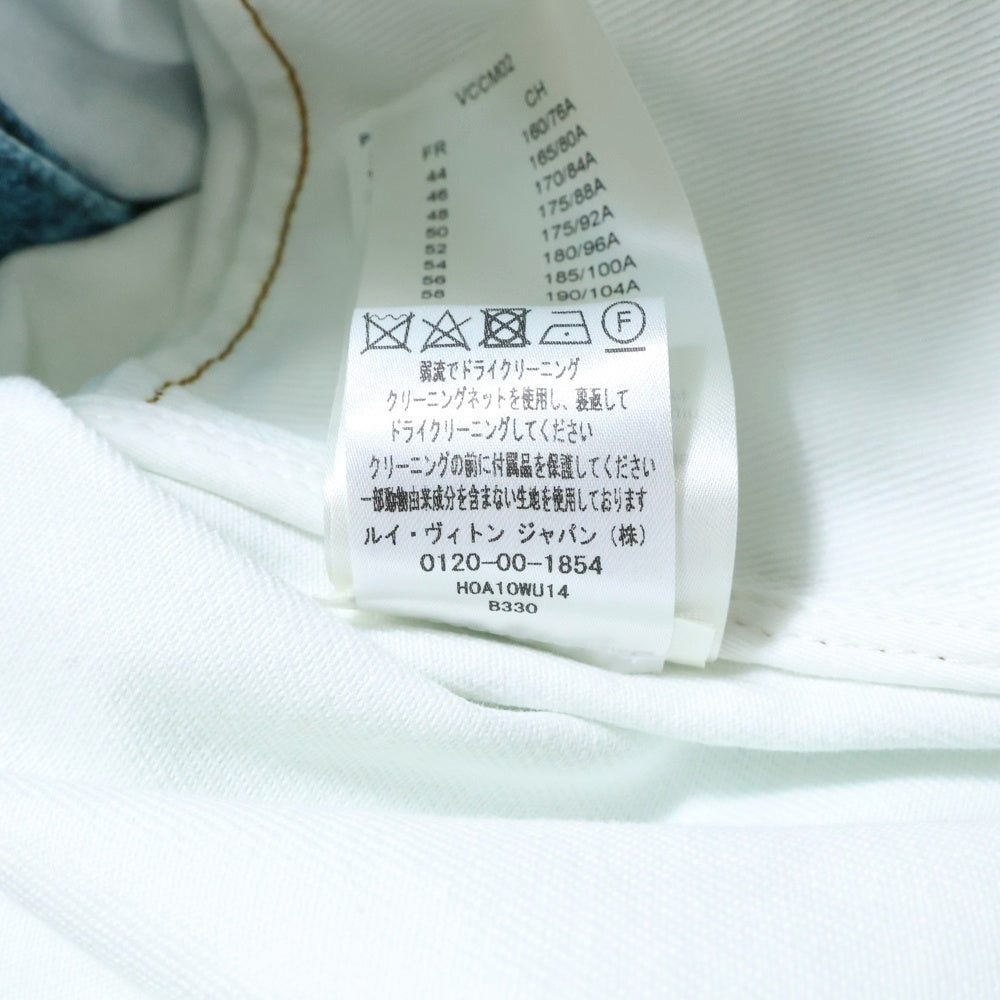 VCCM02
FR CH
44 160/76A
46 165/80A
48 170/84A
50 175/88A
52 175/92A
54 180/96A
56 185/100A
58 190/104A
F
弱流でドライクリーニング
クリーニングネットを使用し、裏返して
ドライクリーニングしてください
クリーニングの前に付属品を保護してください
一部動物由来成分を含まない生地を使用しております
ルイ・ヴィトン ジャパン（株）
0120-00-1854
H0A10WU14
B330